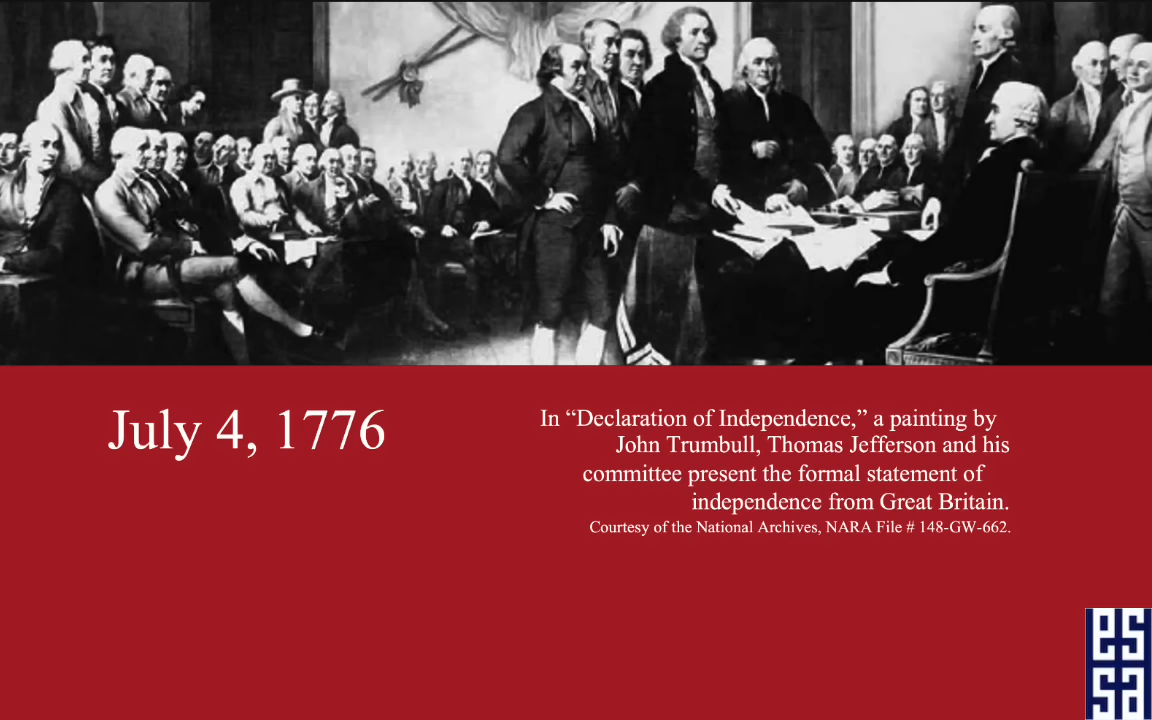 July 4, 1776
In “Declaration of Independence,” a painting by
John Trumbull, Thomas Jefferson and his
committee present the formal statement of
independence from Great Britain.
Courtesy of the National Archives, NARA File # 148-GW-662.
essa